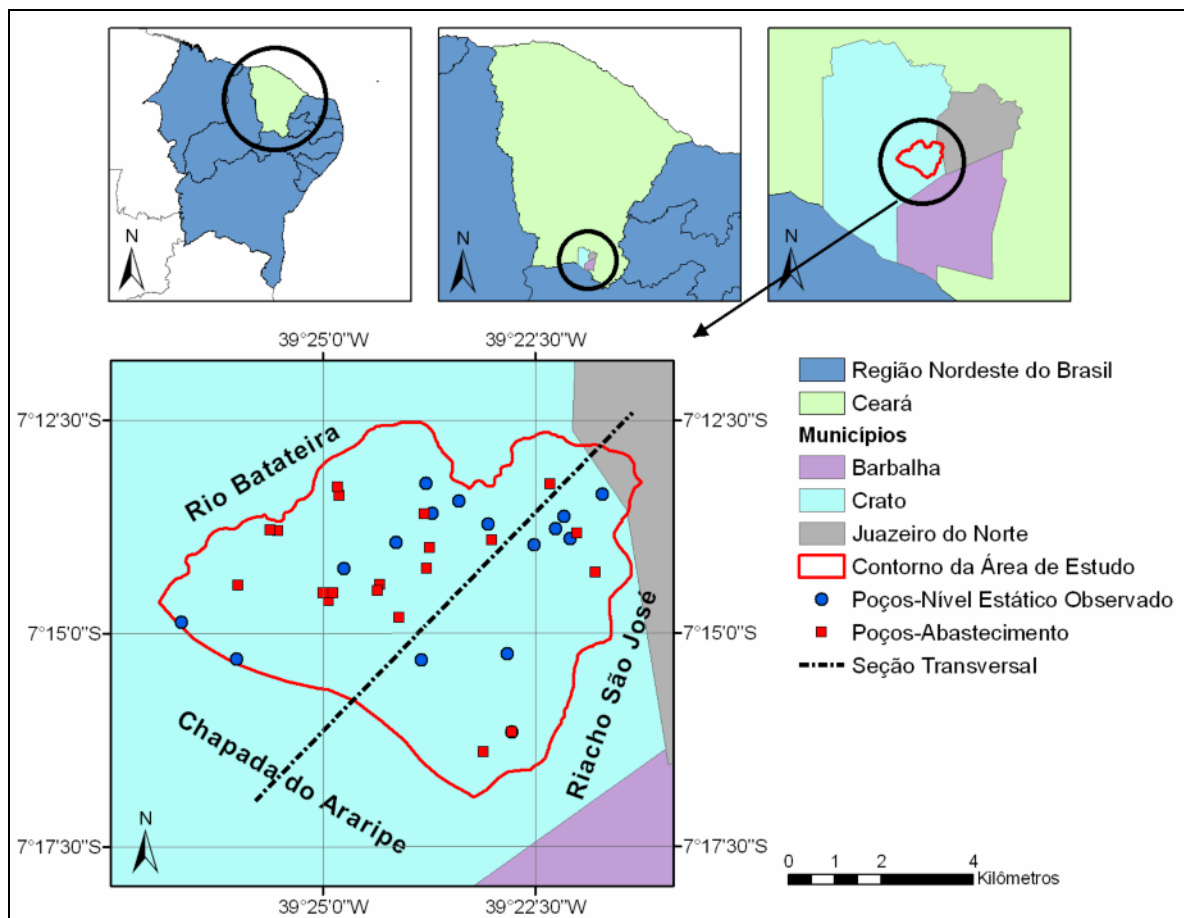 N
N
N
39°25'0"W
39°22'30"W
7°12'30"S
7°12'30"S
Rio Batateira
Riacho São José
7°15'0"S
7°15'0"S
Chapada do Araripe
N
7°17'30"S
7°17'30"S
39°25'0"W
39°22'30"W
Região Nordeste do Brasil
Ceará
Municípios
Barbalha
Crato
Juazeiro do Norte
Contorno da Área de Estudo
Poços-Nível Estático Observado
Poços-Abastecimento
Seção Transversal
0 1 2 4
Kilômetros